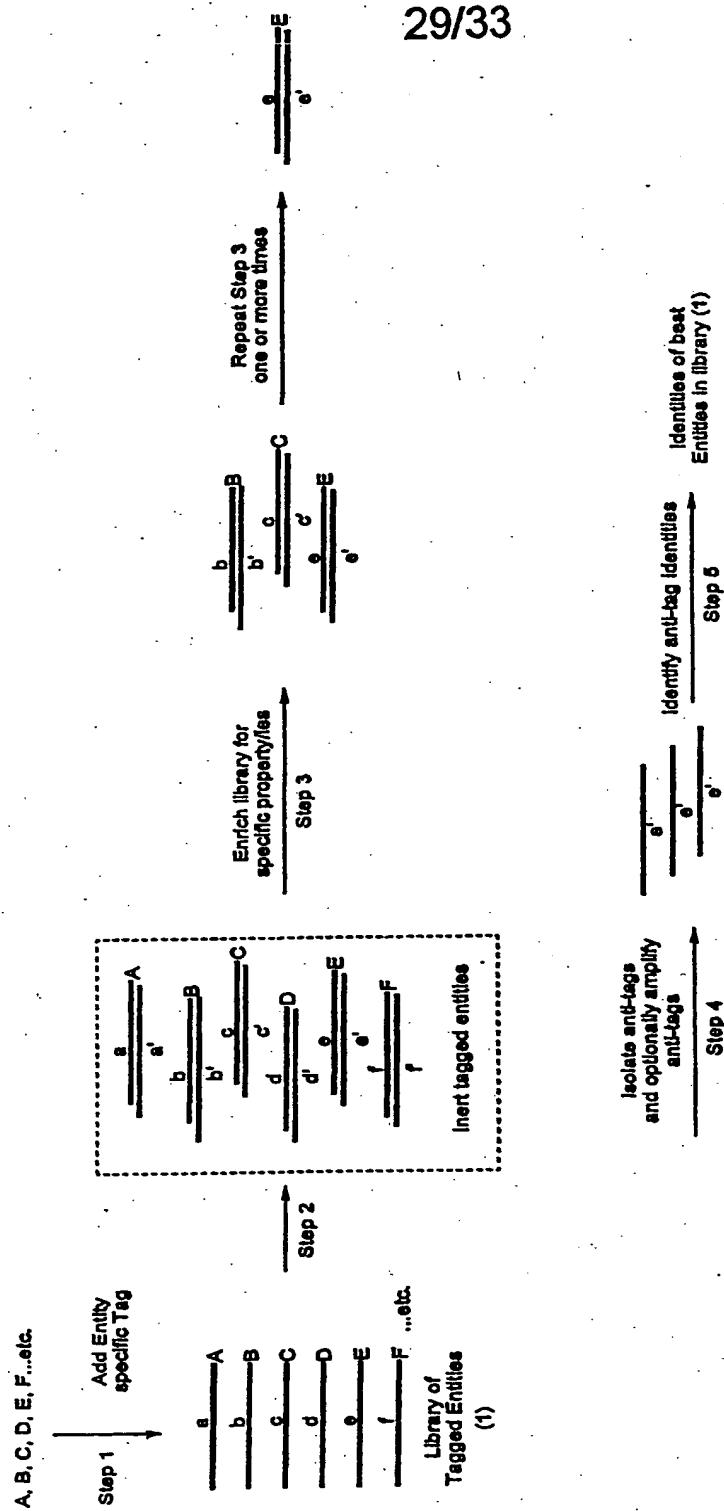 29/33
A, B, C, D, E, F...etc.
Step 1
Add Entity
specific Tag
a
A
b
B
c
C
d
D
e
E
f
F
...etc.
Library of
Tagged Entities
(1)
Step 2
a
A
a'
b
B
b'
c
C
c'
d
D
d'
e
E
e'
f
F
f'
Inert tagged entities
Enrich library for
specific property/ies
Step 3
b
B
b'
c
C
c'
e
E
e'
Repeat Step 3
one or more times
e
E
e'
Isolate anti-tags
and optionally amplify
anti-tags
Step 4
e'
e'
e'
Identify anti-tag identities
Step 5
Identities of best
Entities in library (1)